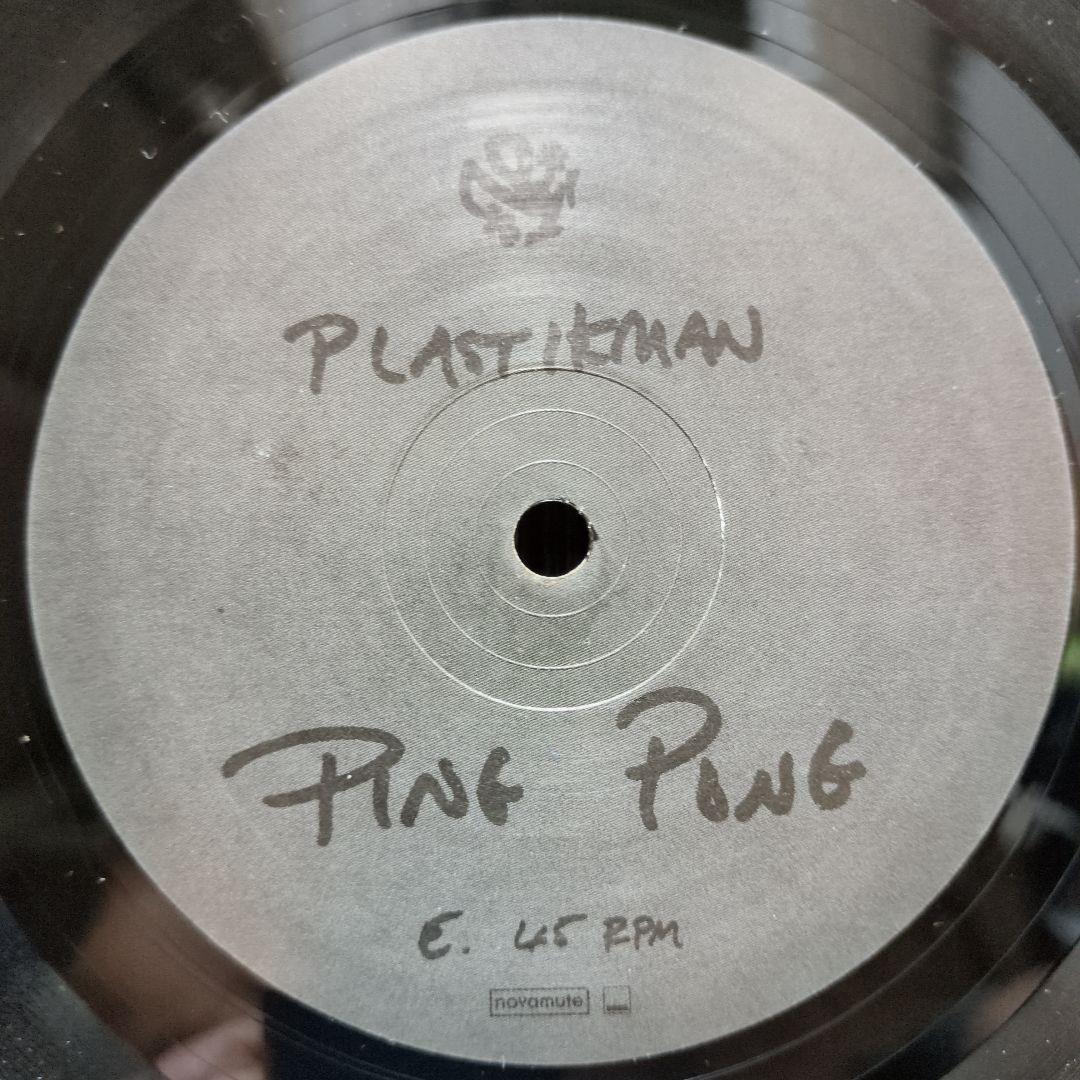 PLASTIKMAN
PING PONG
E. 45 RPM
novamute